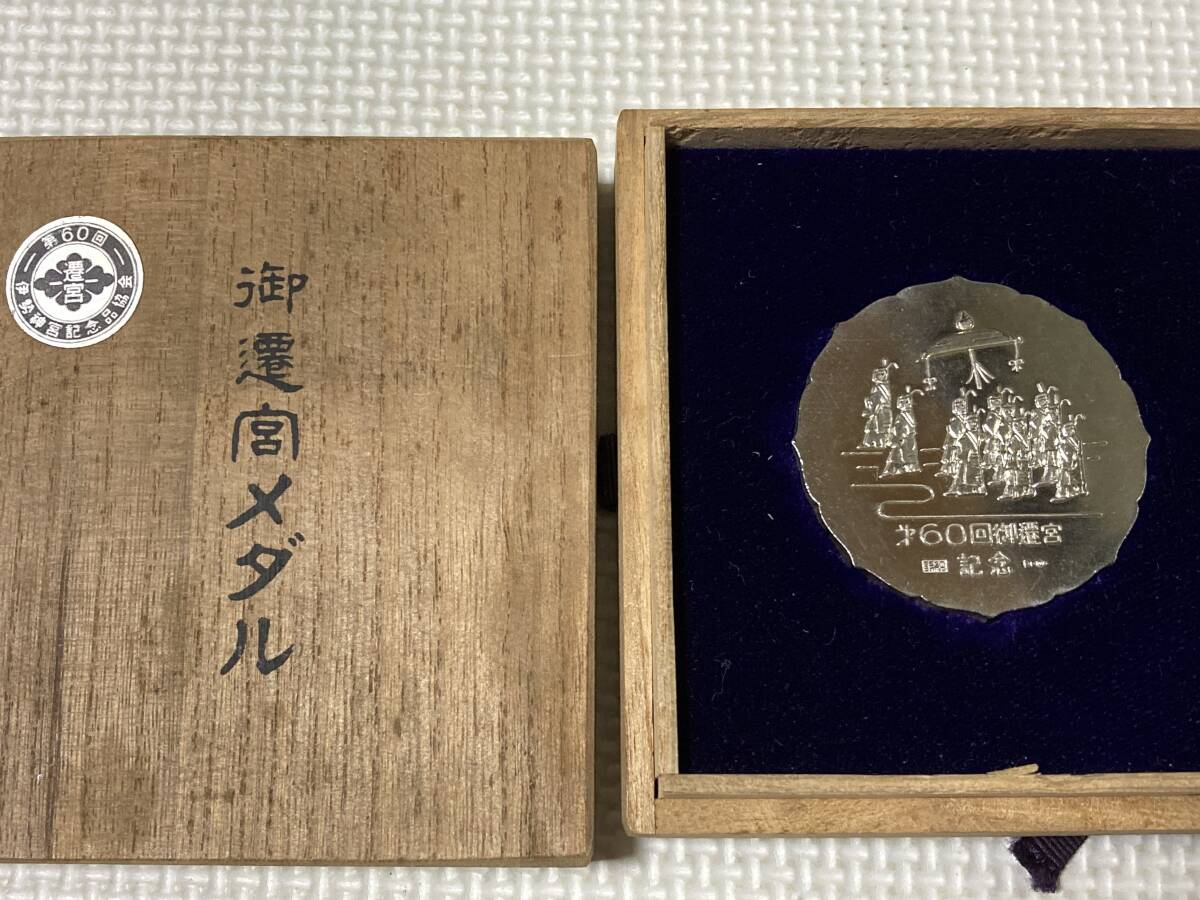 第60回
遷宮
伊勢神宮記念品協会
御遷宮メダル
㐧60回御遷宮
記念